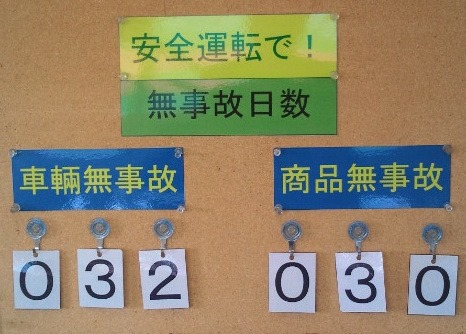 安全運転で！
無事故日数
車輌無事故 商品無事故
032 030